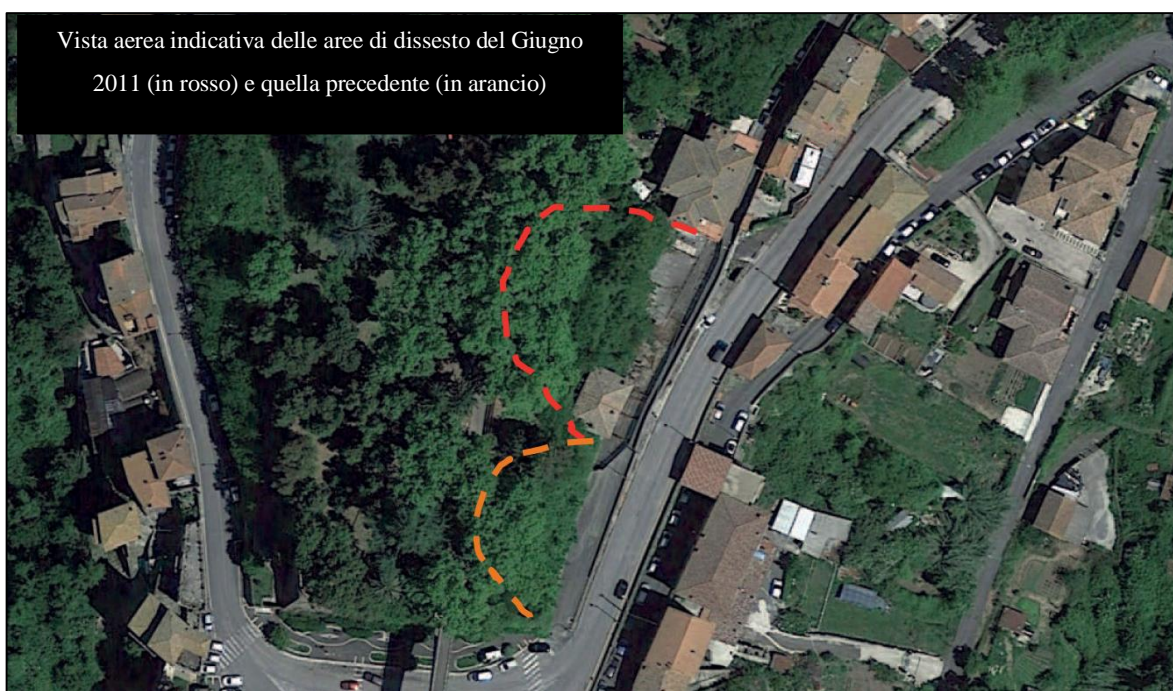 Vista aerea indicativa delle aree di dissesto del Giugno
2011 (in rosso) e quella precedente (in arancio)